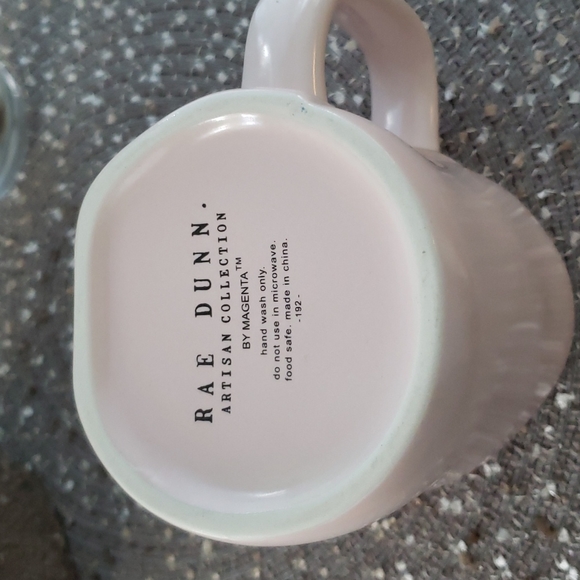 RAE DUNN.
ARTISAN COLLECTION
BY MAGENTA™
hand wash only.
do not use in microwave.
food safe. made in china.
-192-